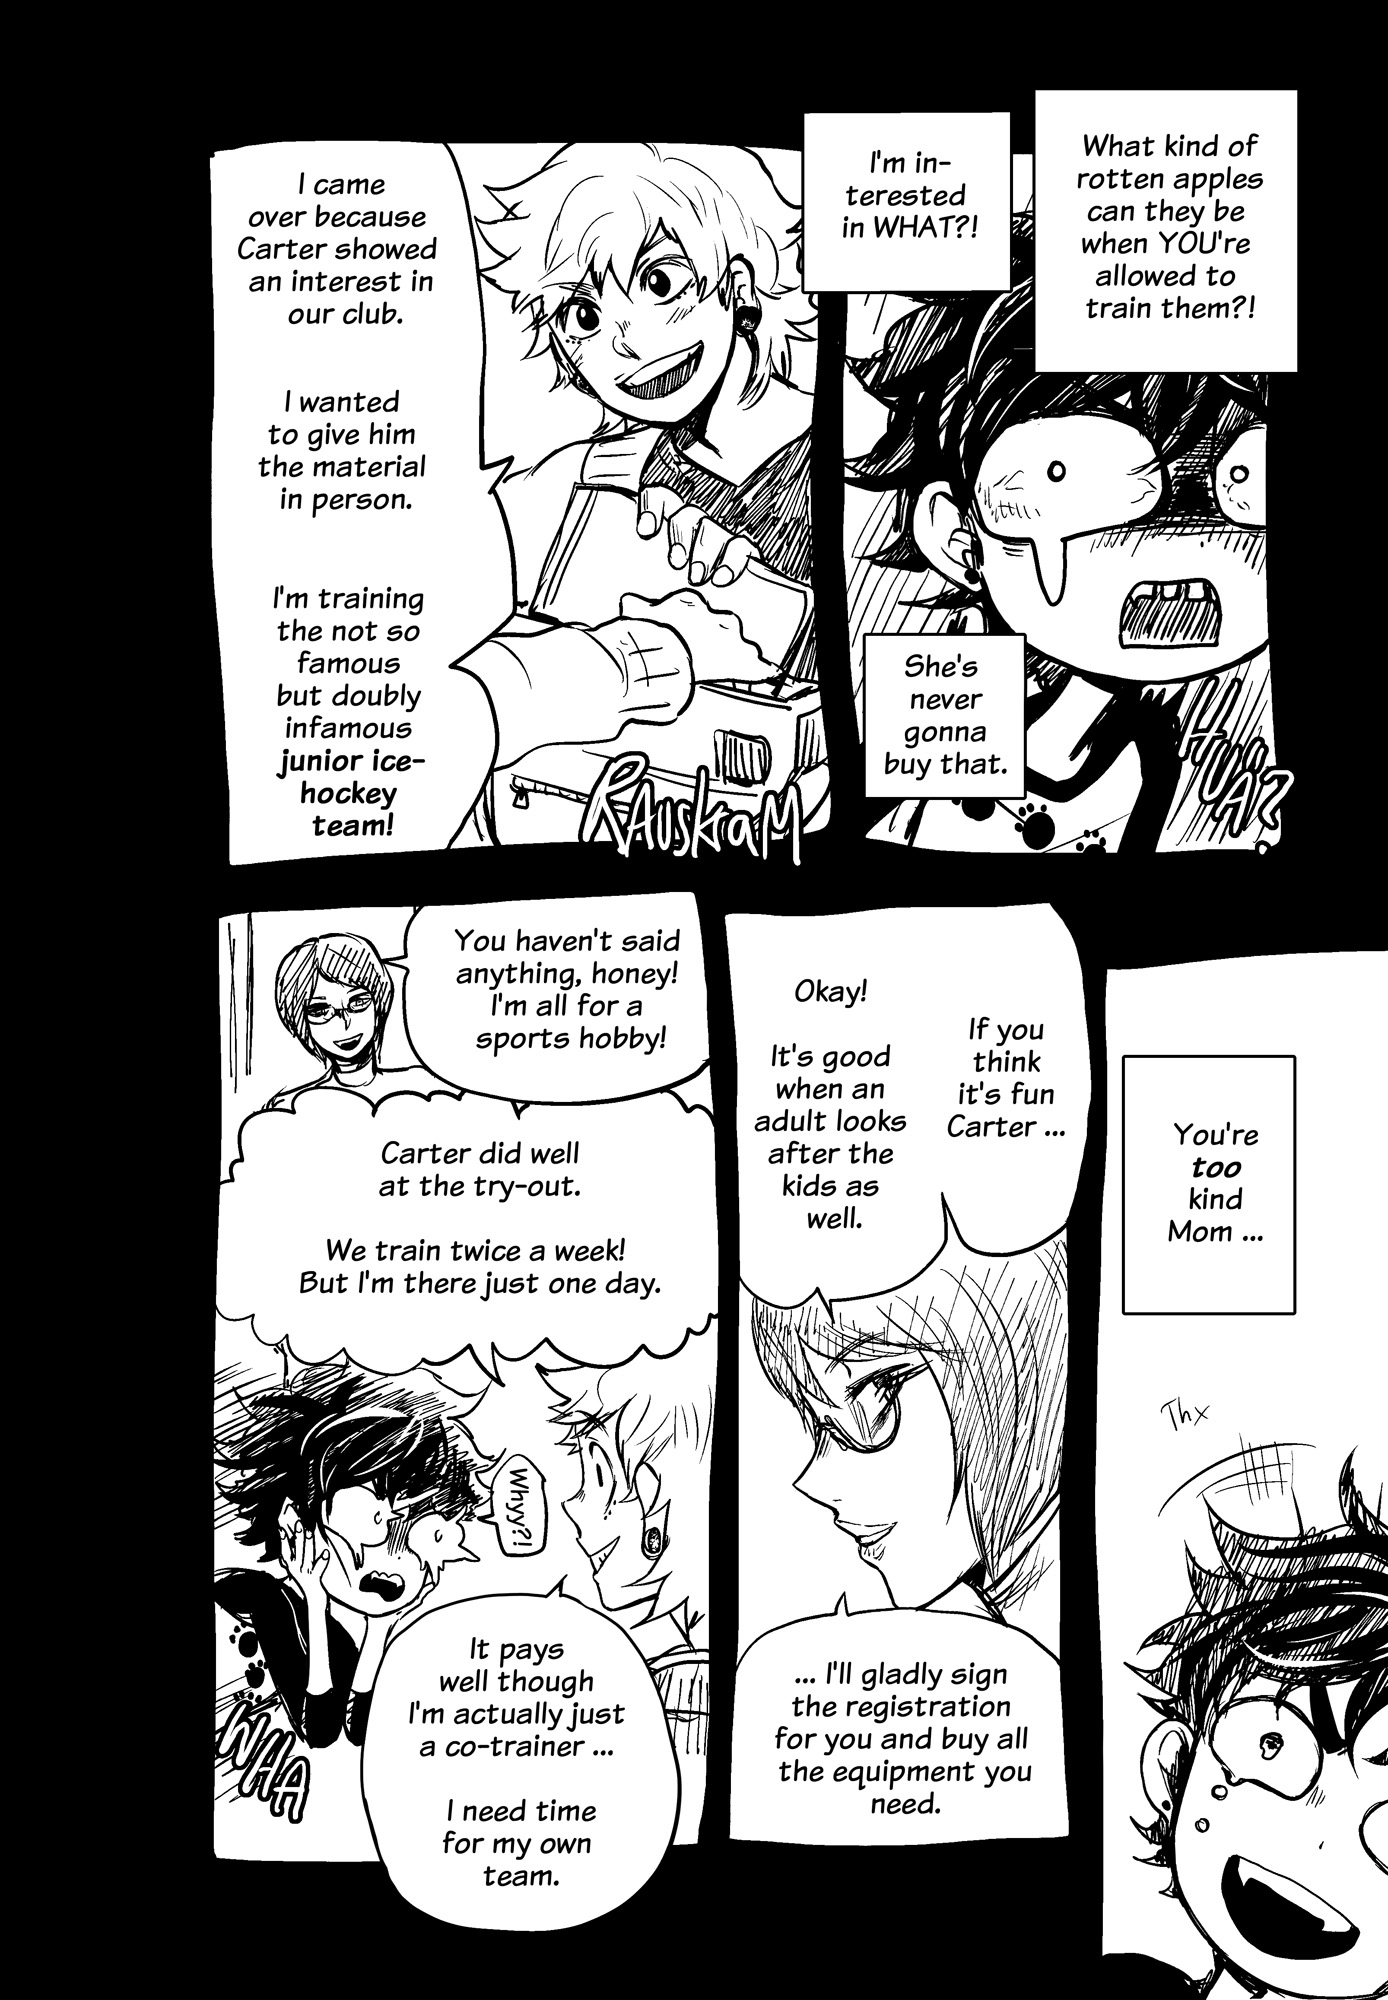 I came
over because
Carter showed
an interest in
our club.
I wanted
to give him
the material
in person.
I'm training
the not so
famous
but doubly
infamous
junior ice-
hockey
team!
RAUSkraM
I'm in-
terested
in WHAT?!
What kind of
rotten apples
can they be
when YOU're
allowed to
train them?!
She's
never
gonna
buy that.
HUA?
You haven't said
anything, honey!
I'm all for a
sports hobby!
Carter did well
at the try-out.
We train twice a week!
But I'm there just one day.
Whyy?!
WHA
It pays
well though
I'm actually just
a co-trainer ...
I need time
for my own
team.
Okay!
It's good
when an
adult looks
after the
kids as
well.
If you
think
it's fun
Carter ...
... I'll gladly sign
the registration
for you and buy all
the equipment you
need.
You're
too
kind
Mom ...
Thx